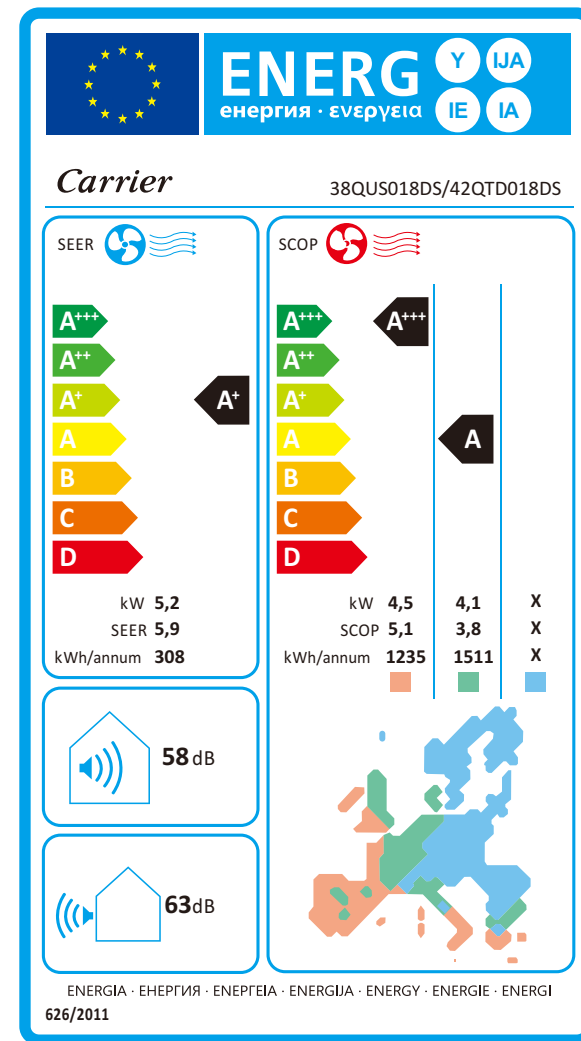 ENERG
енергия · ενεργεια
Y IJA
IE IA
Carrier
38QUS018DS/42QTD018DS
SEER
A+++
A++
A+
A
B
C
D
A+
kW 5,2
SEER 5,9
kWh/annum 308
SCOP
A+++
A++
A+
A
B
C
D
A+++
A
kW 4,5 4,1 X
SCOP 5,1 3,8 X
kWh/annum 1235 1511 X
58 dB
63dB
ENERGIA · ЕНЕРГИЯ · ΕΝΕΡΓΕΙΑ · ENERGIJA · ENERGY · ENERGIE · ENERGI
626/2011